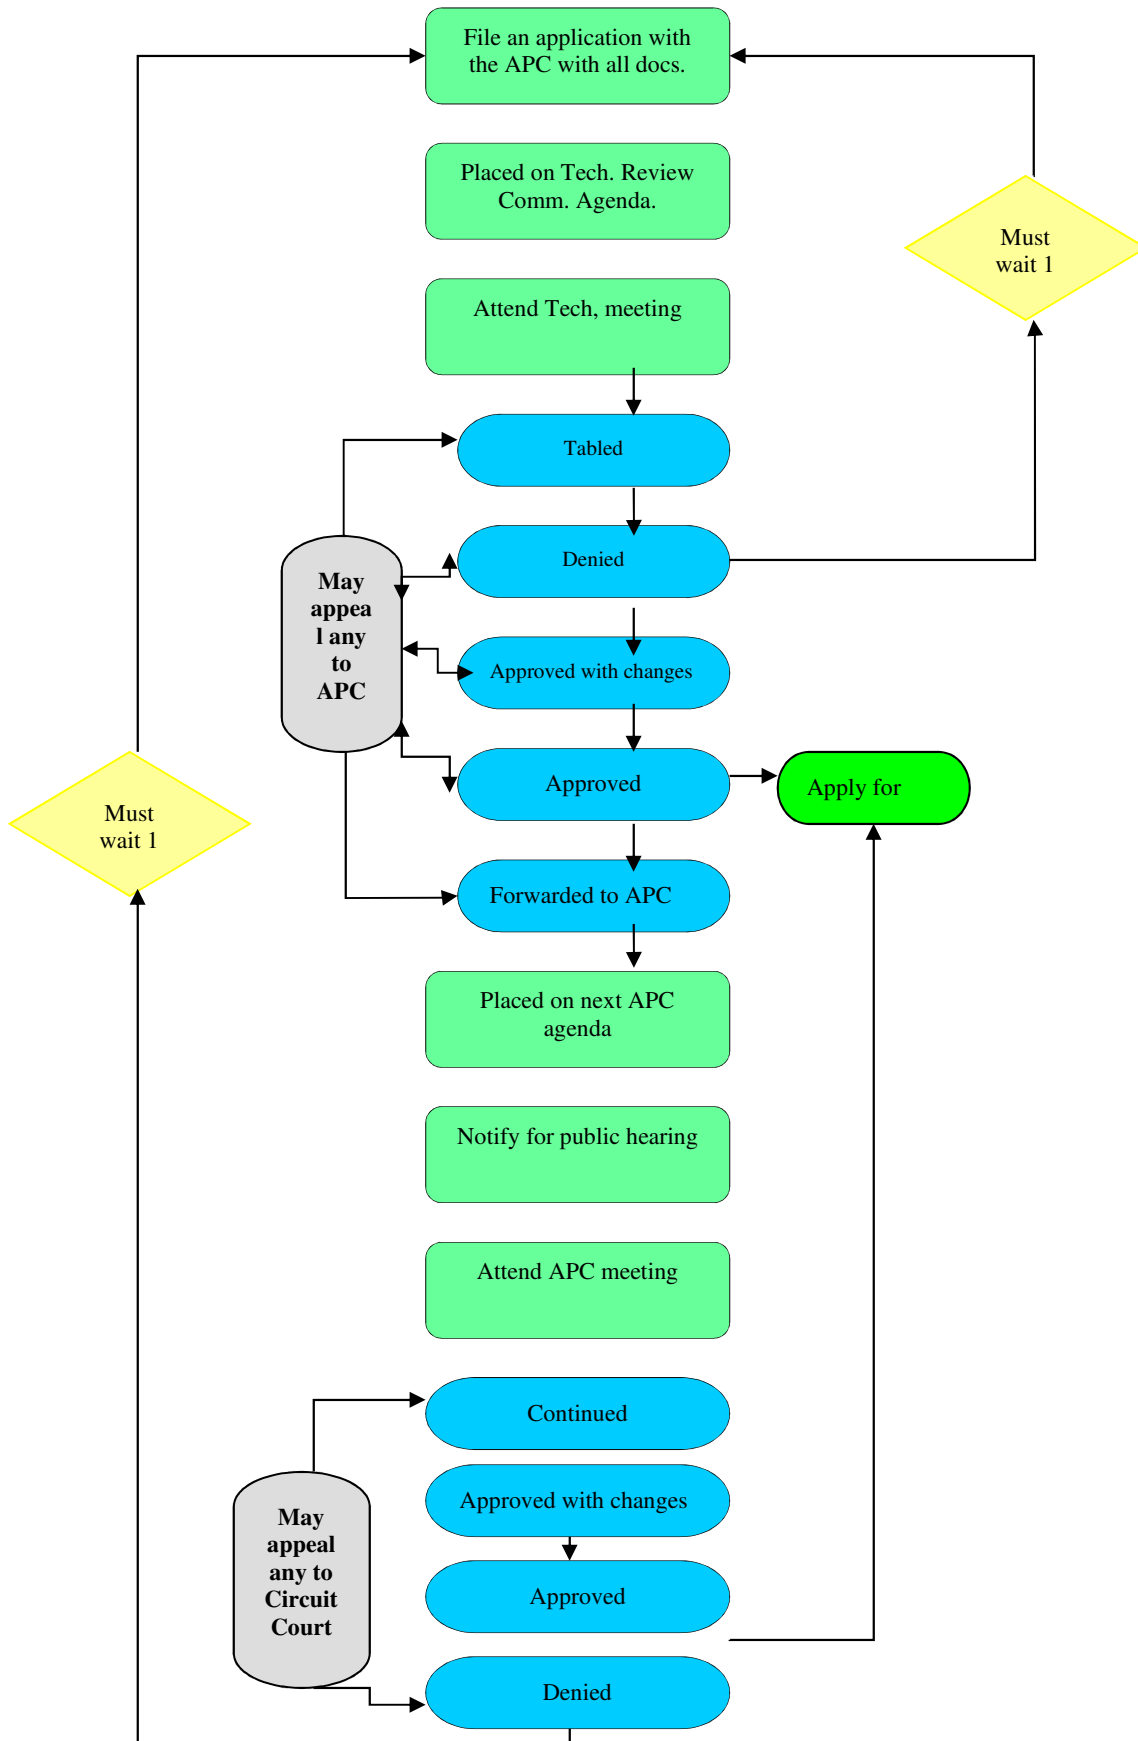 File an application with
the APC with all docs.
Placed on Tech. Review
Comm. Agenda.
Must
wait 1
Attend Tech, meeting
Tabled
Denied
May
appea
l any
to
APC
Approved with changes
Approved
Apply for
Must
wait 1
Forwarded to APC
Placed on next APC
agenda
Notify for public hearing
Attend APC meeting
Continued
Approved with changes
May
appeal
any to
Circuit
Court
Approved
Denied